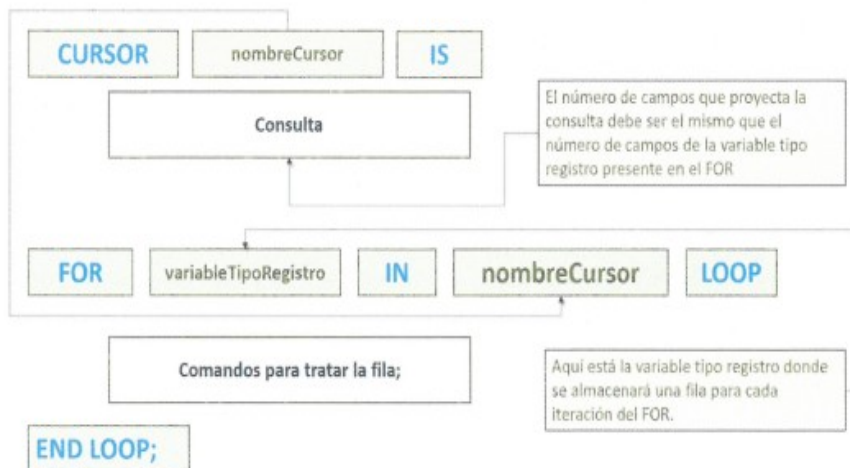 CURSOR nombreCursor IS
Consulta
El número de campos que proyecta la
consulta debe ser el mismo que el
número de campos de la variable tipo
registro presente en el FOR
FOR variableTipoRegistro IN nombreCursor LOOP
Comandos para tratar la fila;
Aquí está la variable tipo registro donde
se almacenará una fila para cada
iteración del FOR.
END LOOP;